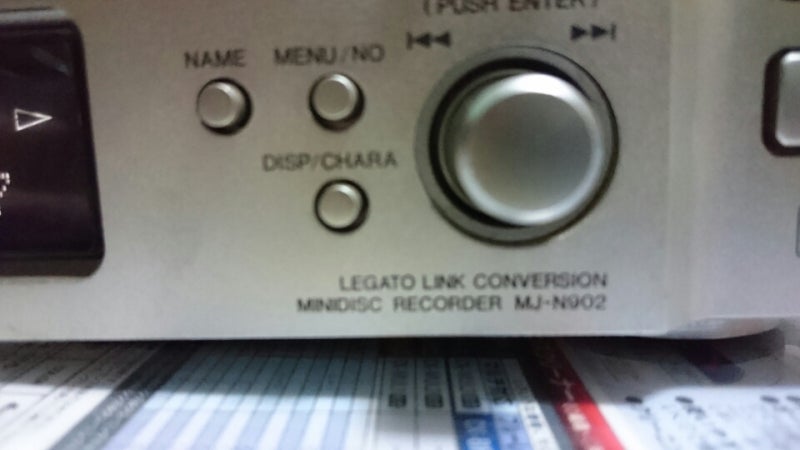 (PUSH ENTER)
NAME
MENU/NO
DISP/CHARA
LEGATO LINK CONVERSION
MINIDISC RECORDER MJ-N902